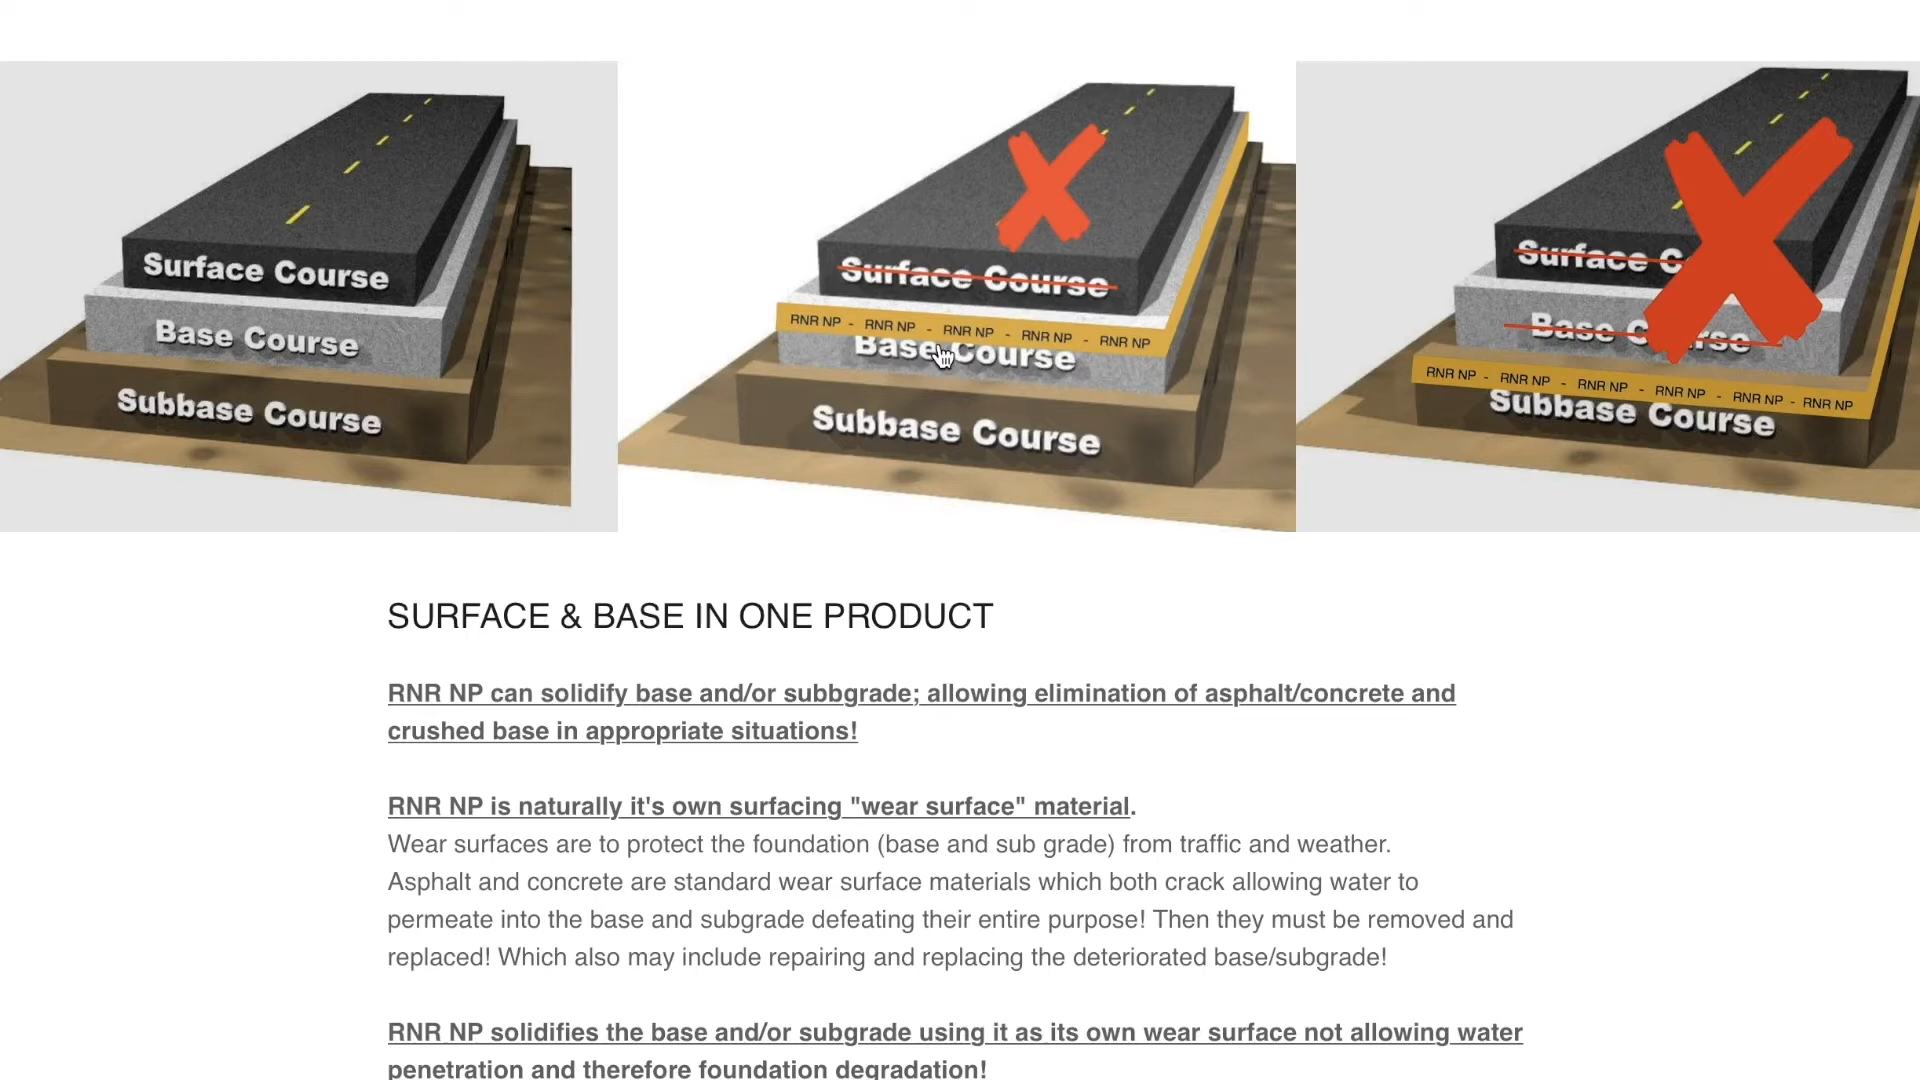 Surface Course
Base Course
Subbase Course
Surface Course
RNR NP - RNR NP - RNR NP - RNR NP - RNR NP
Base Course
Subbase Course
Surface
Base
RNR NP - RNR NP - RNR NP - RNR NP - RNR NP - RNR NP
Subbase Course
SURFACE & BASE IN ONE PRODUCT
RNR NP can solidify base and/or subbgrade; allowing elimination of asphalt/concrete and
crushed base in appropriate situations!
RNR NP is naturally it's own surfacing "wear surface" material.
Wear surfaces are to protect the foundation (base and sub grade) from traffic and weather.
Asphalt and concrete are standard wear surface materials which both crack allowing water to
permeate into the base and subgrade defeating their entire purpose! Then they must be removed and
replaced! Which also may include repairing and replacing the deteriorated base/subgrade!
RNR NP solidifies the base and/or subgrade using it as its own wear surface not allowing water
penetration and therefore foundation degradation!